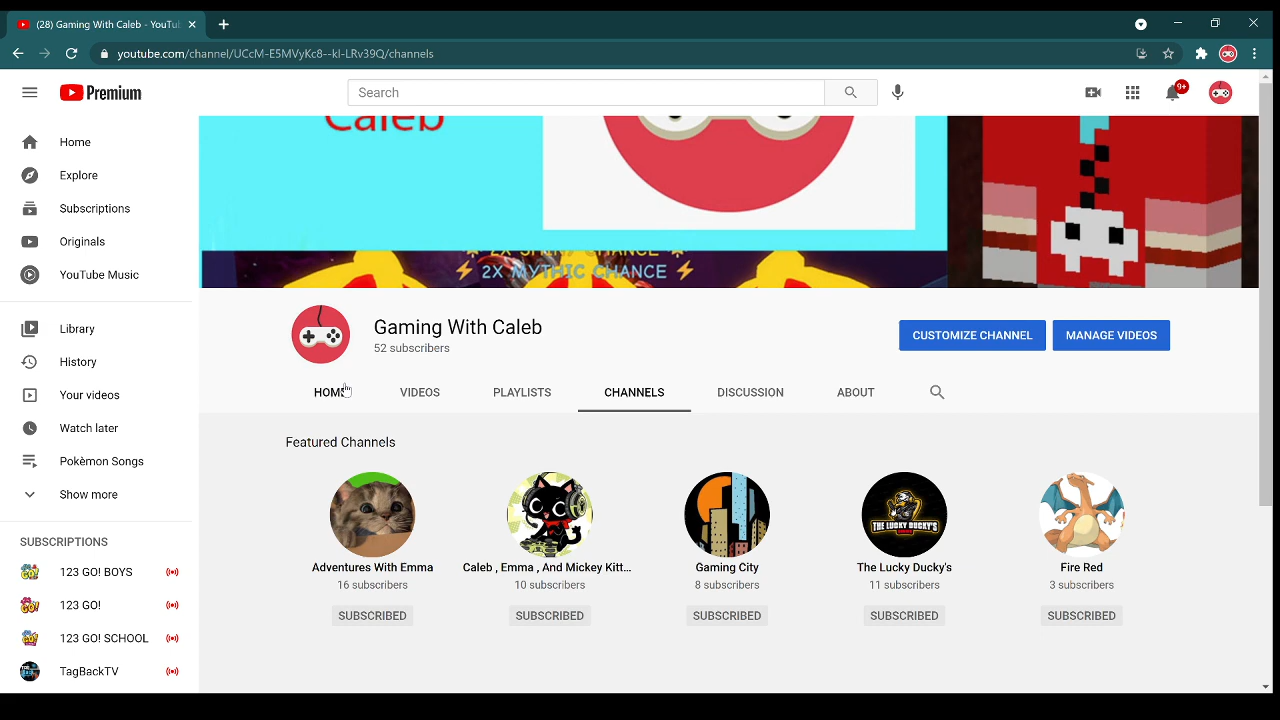 (28) Gaming With Caleb - YouTu
youtube.com/channel/UCcM-E5MVyKc8--kI-LRv39Q/channels
Premium
Search
9+
Home
Explore
Subscriptions
Originals
YouTube Music
Library
History
Your videos
Watch later
Pokèmon Songs
Show more
SUBSCRIPTIONS
123 GO! BOYS
123 GO!
123 GO! SCHOOL
TagBackTV
Caleb
⚡ 2X MYTHIC CHANCE ⚡
Gaming With Caleb
52 subscribers
CUSTOMIZE CHANNEL
MANAGE VIDEOS
HOME VIDEOS PLAYLISTS CHANNELS DISCUSSION ABOUT
Featured Channels
THE LUCKY DUCKY'S
Adventures With Emma
16 subscribers
SUBSCRIBED
Caleb , Emma , And Mickey Kitt...
10 subscribers
SUBSCRIBED
Gaming City
8 subscribers
SUBSCRIBED
The Lucky Ducky's
11 subscribers
SUBSCRIBED
Fire Red
3 subscribers
SUBSCRIBED